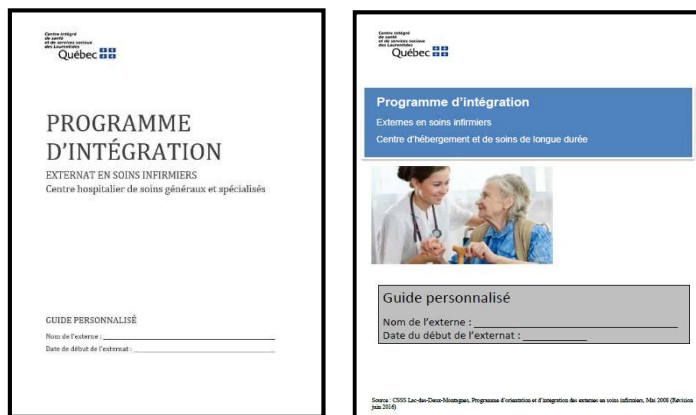 Centre intégré
de santé
et de services sociaux
des Laurentides
Québec
PROGRAMME
D'INTÉGRATION
EXTERNAT EN SOINS INFIRMIERS
Centre hospitalier de soins généraux et spécialisés
GUIDE PERSONNALISÉ
Nom de l'externe :
Date de début de l'externat :
Centre intégré
de santé
et de services sociaux
des Laurentides
Québec
Programme d'intégration
Externes en soins infirmiers
Centre d'hébergement et de soins de longue durée
Guide personnalisé
Nom de l'externe :
Date du début de l'externat :
Source : CSSS Lac-des-Deux-Montagnes, Programme d'orientation et d'intégration des externes en soins infirmiers, Mai 2008 (Révision
juin 2016)